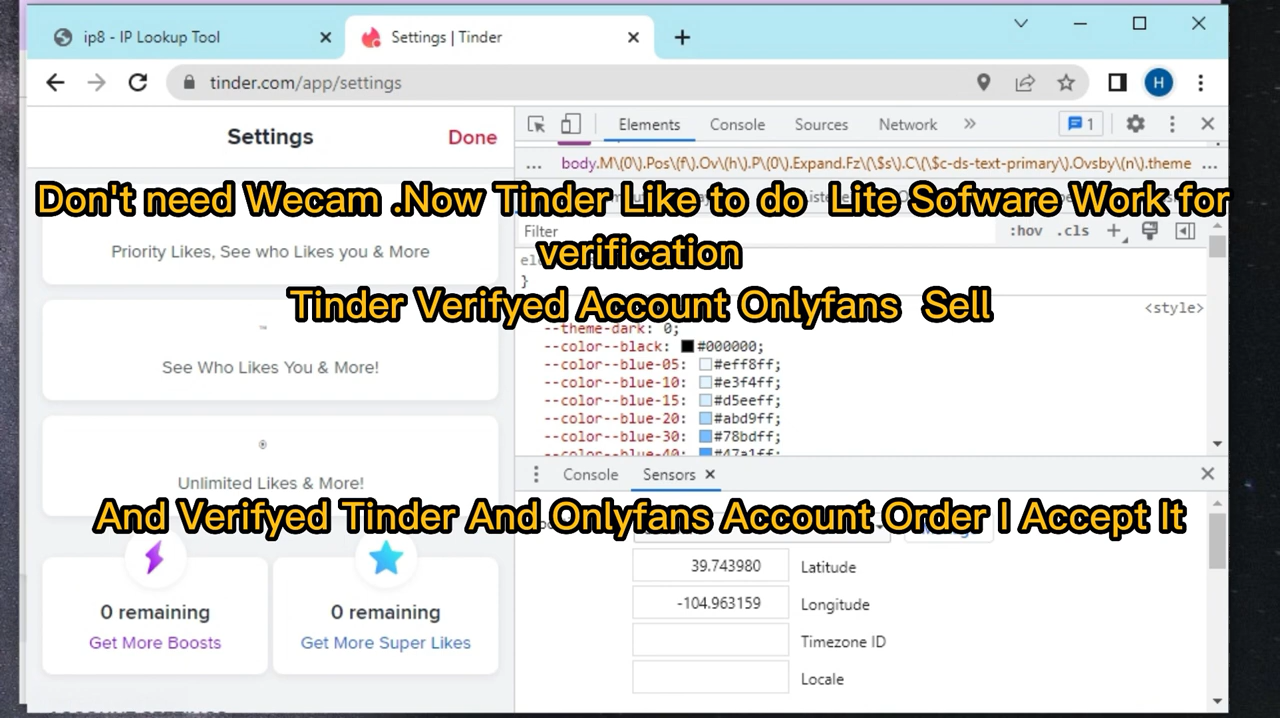 ip8 - IP Lookup Tool
Settings | Tinder
tinder.com/app/settings
H
Settings
Done
Elements
Console
Sources
Network
1
... body.M\(0\).Pos\(f\).Ov\(h\).P\(0\).Expand.Fz\(\$s\).C\(\$c-ds-text-primary\).Ovsby\(n\).theme ...
Don't need Wecam .Now Tinder Like to do Lite Sofware Work for
verification
Tinder Verifyed Account Onlyfans Sell
Filter
:hov .cls
Priority Likes, See who Likes you & More
}
<style>
--theme-dark: 0;
--color--black: #000000;
--color--blue-05: #eff8ff;
--color--blue-10: #e3f4ff;
--color--blue-15: #d5eeff;
--color--blue-20: #abd9ff;
--color--blue-30: #78bdff;
--color--blue-40: #47a1ff;
See Who Likes You & More!
Unlimited Likes & More!
Console
Sensors
And Verifyed Tinder And Onlyfans Account Order I Accept It
39.743980 Latitude
-104.963159 Longitude
Timezone ID
Locale
0 remaining
Get More Boosts
0 remaining
Get More Super Likes